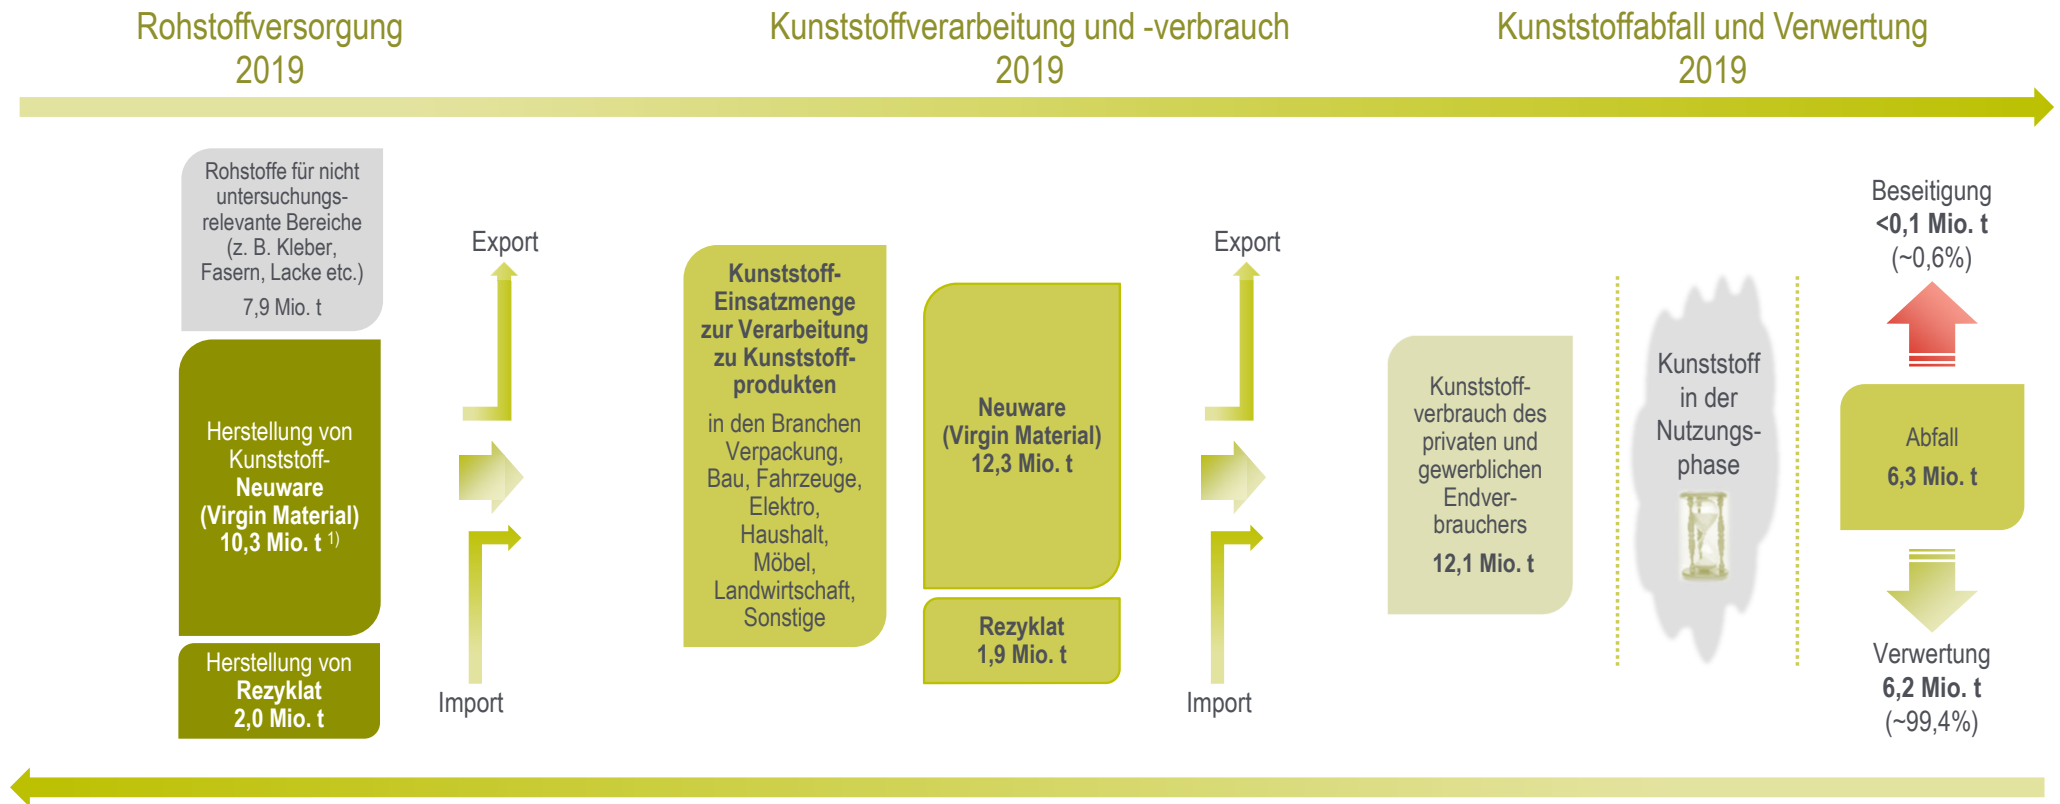 Rohstoffversorgung
2019
Kunststoffverarbeitung und -verbrauch
2019
Kunststoffabfall und Verwertung
2019
Rohstoffe für nicht
untersuchungs-
relevante Bereiche
(z. B. Kleber,
Fasern, Lacke etc.)
7,9 Mio. t
Herstellung von
Kunststoff-
Neuware
(Virgin Material)
10,3 Mio. t 1)
Herstellung von
Rezyklat
2,0 Mio. t
Export
Import
Kunststoff-
Einsatzmenge
zur Verarbeitung
zu Kunststoff-
produkten
in den Branchen
Verpackung,
Bau, Fahrzeuge,
Elektro,
Haushalt,
Möbel,
Landwirtschaft,
Sonstige
Neuware
(Virgin Material)
12,3 Mio. t
Rezyklat
1,9 Mio. t
Export
Import
Kunststoff-
verbrauch des
privaten und
gewerblichen
Endver-
brauchers
12,1 Mio. t
Kunststoff
in der
Nutzungs-
phase
Beseitigung
<0,1 Mio. t
(~0,6%)
Abfall
6,3 Mio. t
Verwertung
6,2 Mio. t
(~99,4%)